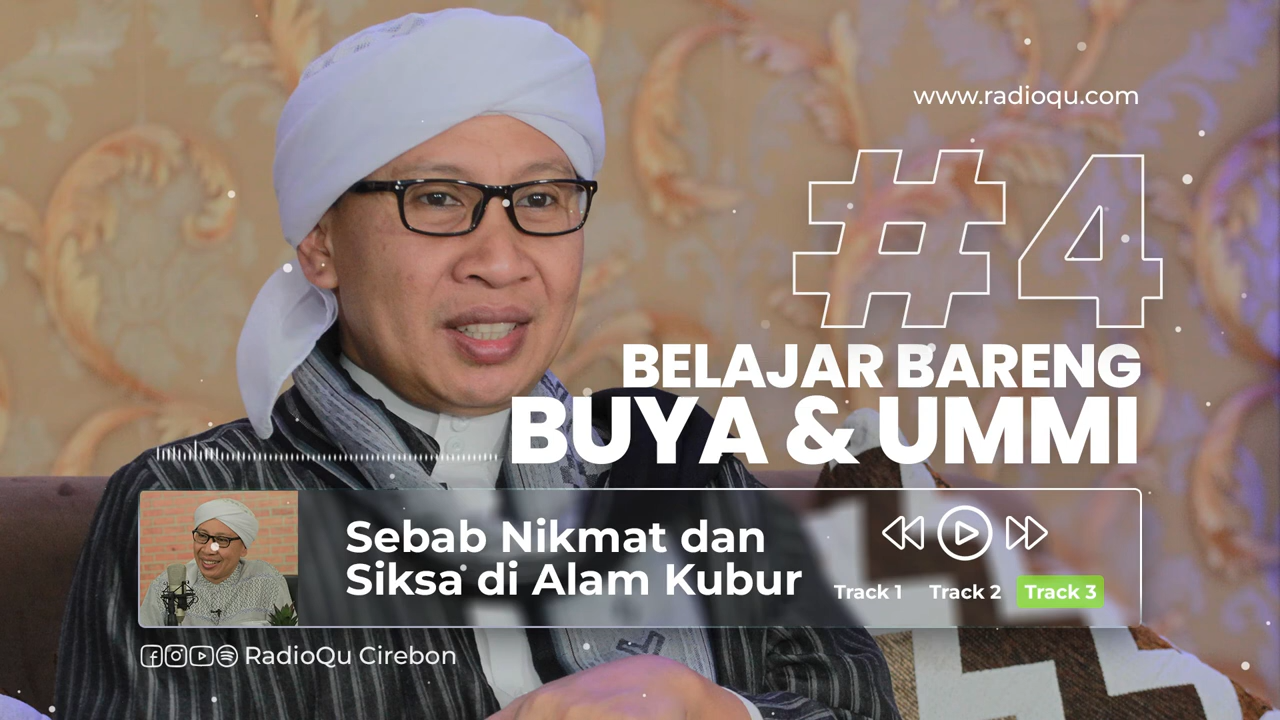 www.radioqu.com
#4
BELAJAR BARENG
BUYA & UMMI
Sebab Nikmat dan
Siksa di Alam Kubur
Track 1 Track 2 Track 3
RadioQu Cirebon